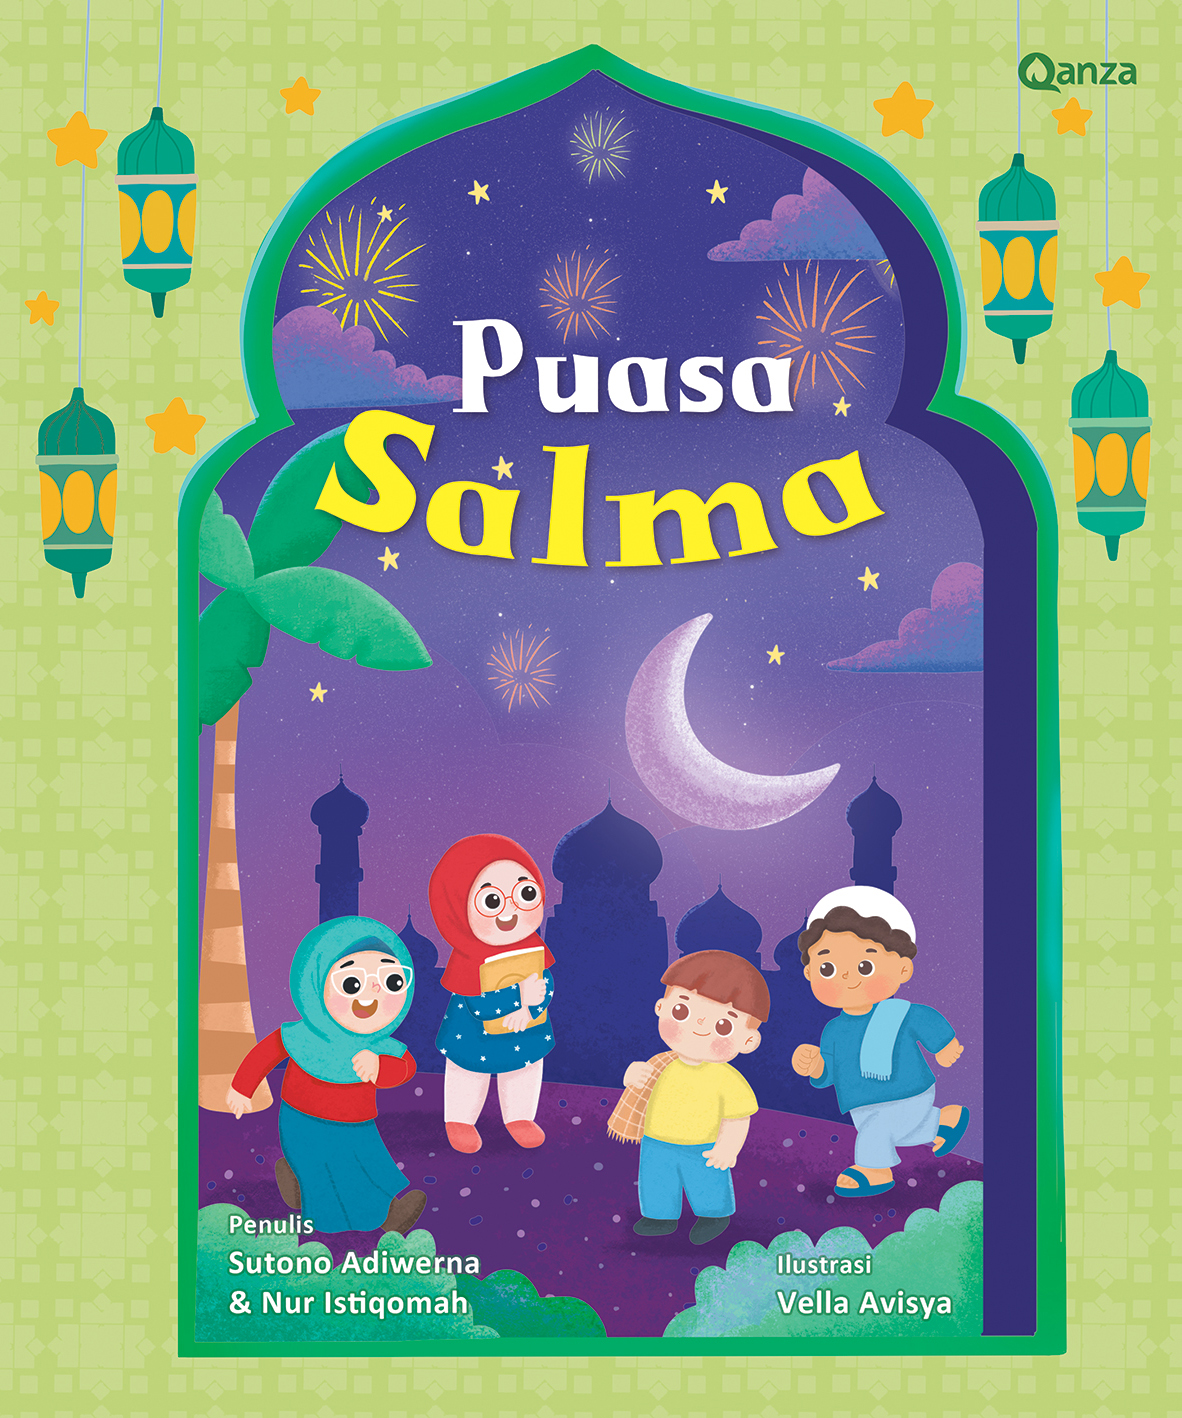 Qanza
Puasa
Salma
Penulis
Sutono Adiwerna
& Nur Istiqomah
Ilustrasi
Vella Avisya